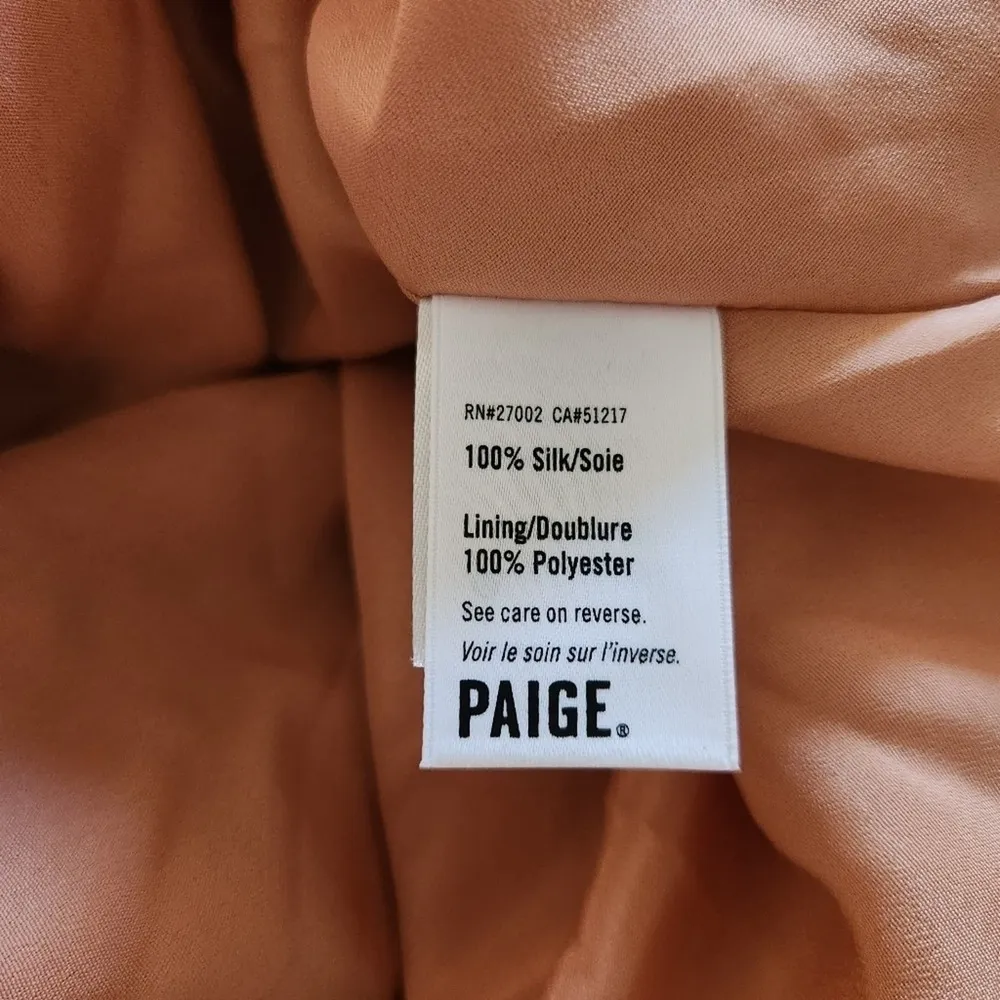 RN#27002 CA#51217
100% Silk/Soie
Lining/Doublure
100% Polyester
See care on reverse.
Voir le soin sur l'inverse.
PAIGE®